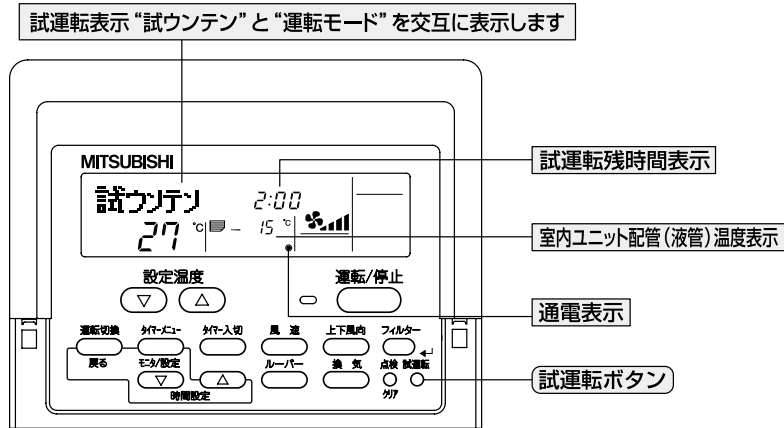 試運転表示 “試ウンテン” と “運転モード” を交互に表示します
MITSUBISHI
試ウンテン
2:00
27 ℃
− 15 ℃
試運転残時間表示
室内ユニット配管(液管)温度表示
通電表示
試運転ボタン
設定温度
運転/停止
▽ △
運転切換 タイマーメニュー タイマー入切 風 速 上下風向 フィルター
戻る モニタ/設定 ルーバー 換 気 点検 試運転
▽ △
時間設定
クリア